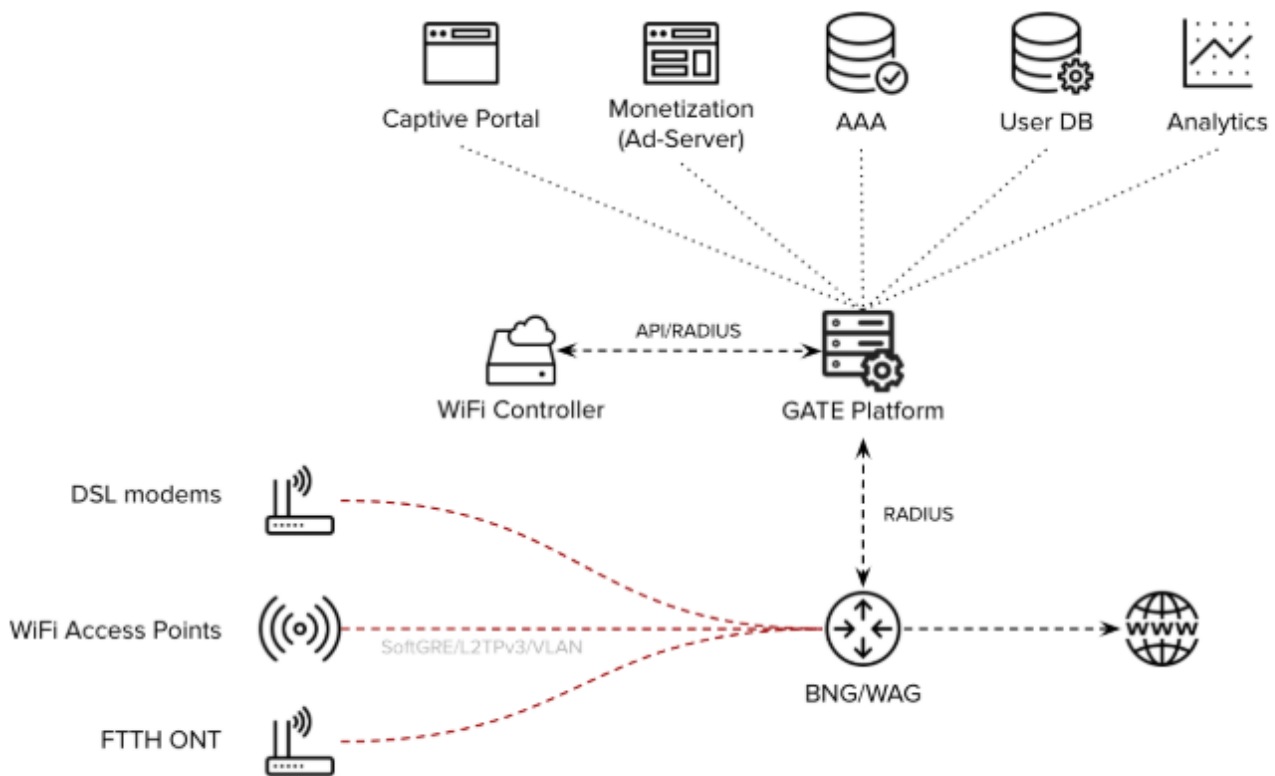 Captive Portal
Monetization
(Ad-Server)
AAA
User DB
Analytics
API/RADIUS
WiFi Controller
GATE Platform
DSL modems
RADIUS
WiFi Access Points
SoftGRE/L2TPv3/VLAN
WWW
BNG/WAG
FTTH ONT